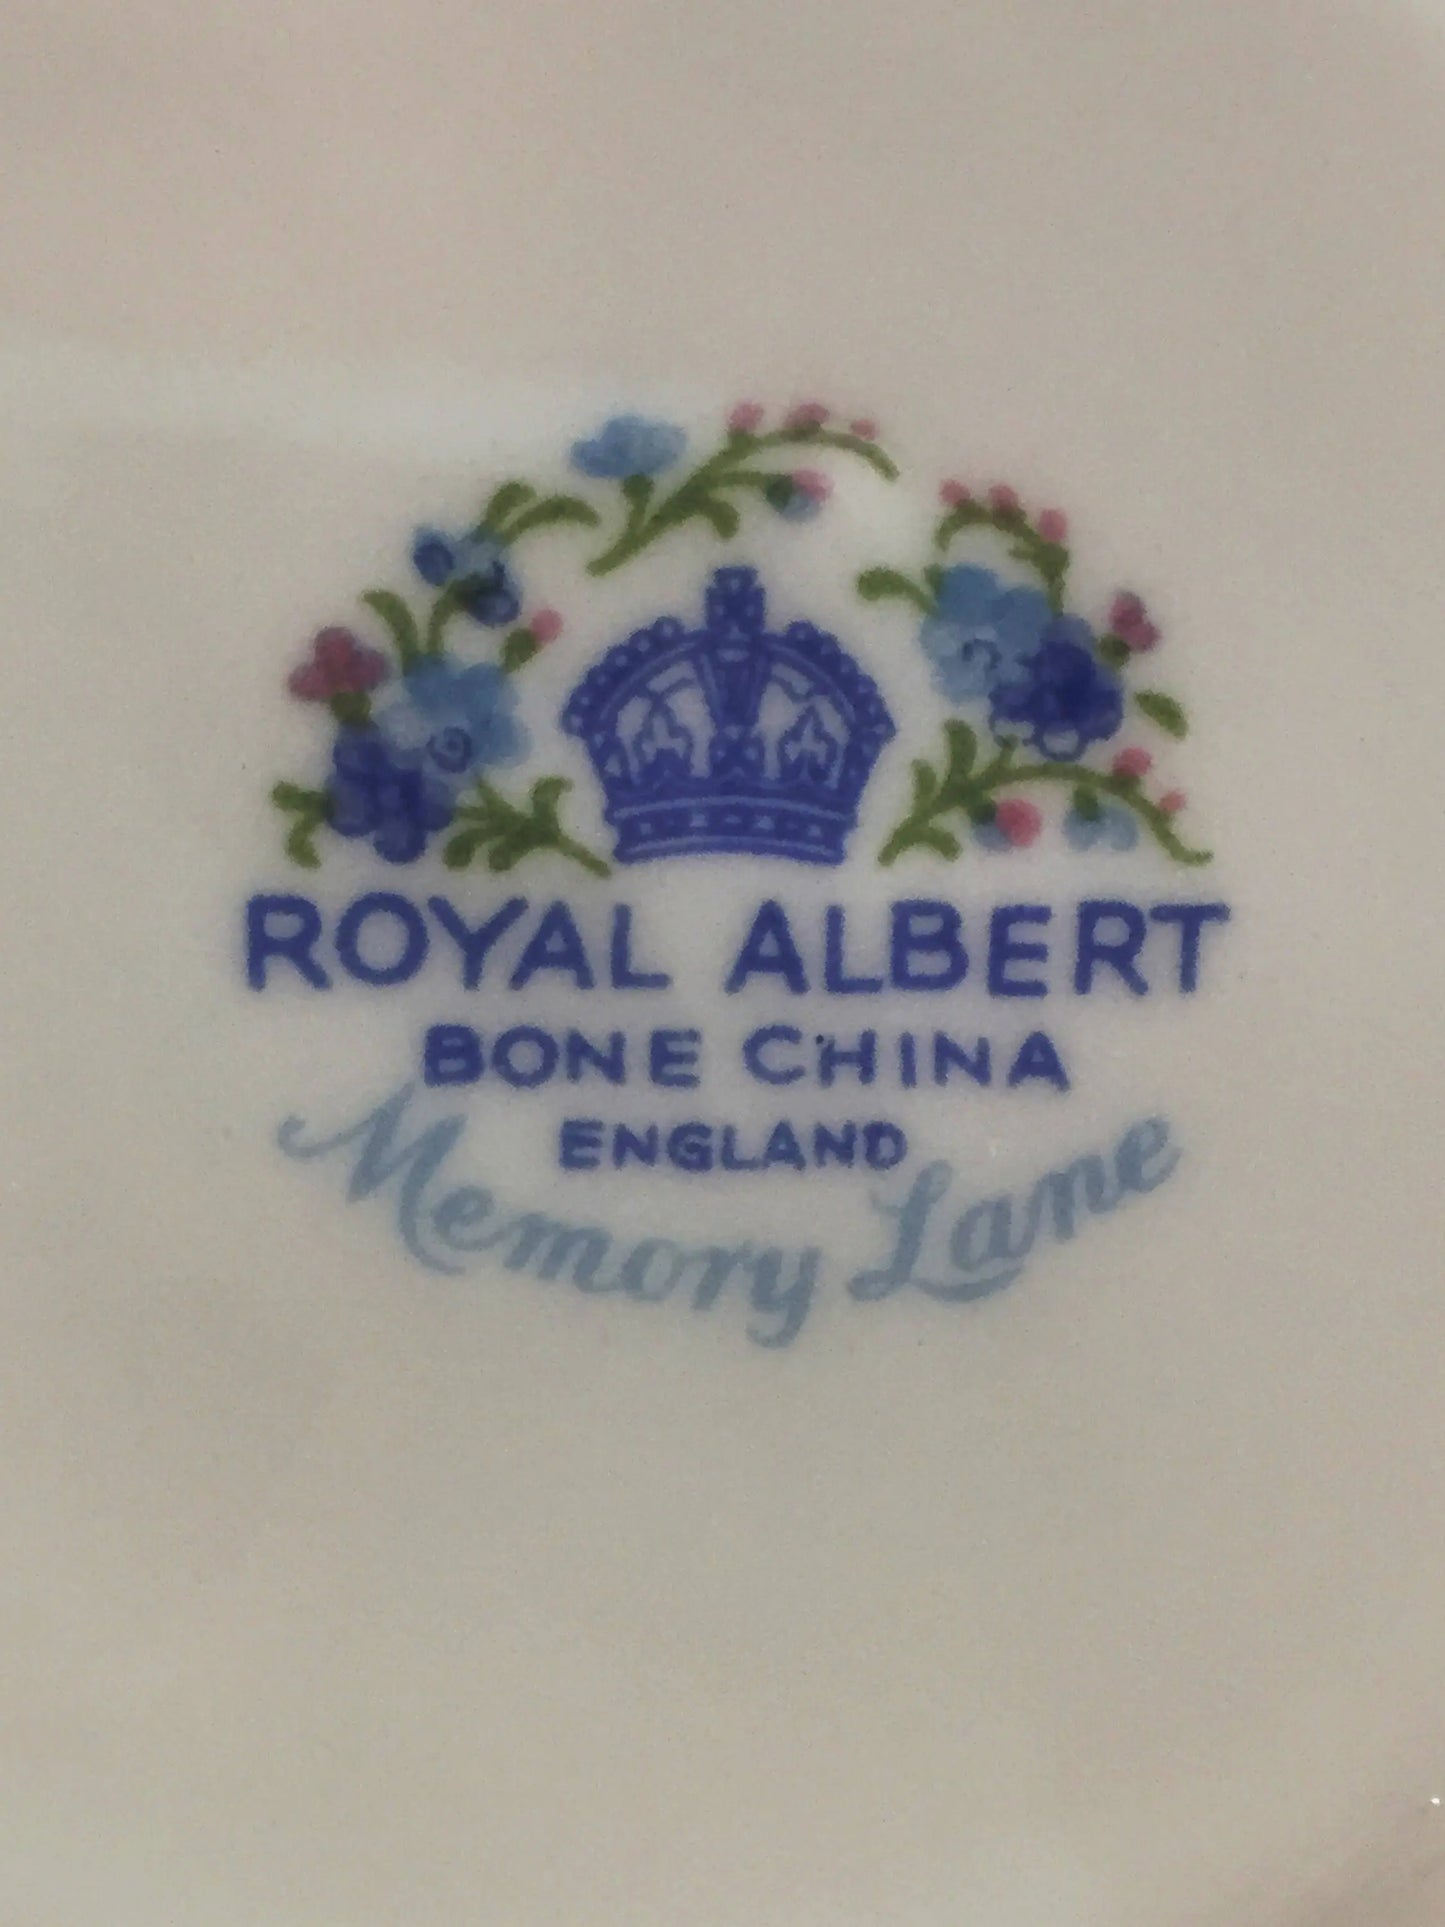 ROYAL ALBERT
BONE CHINA
ENGLAND
Memory Lane